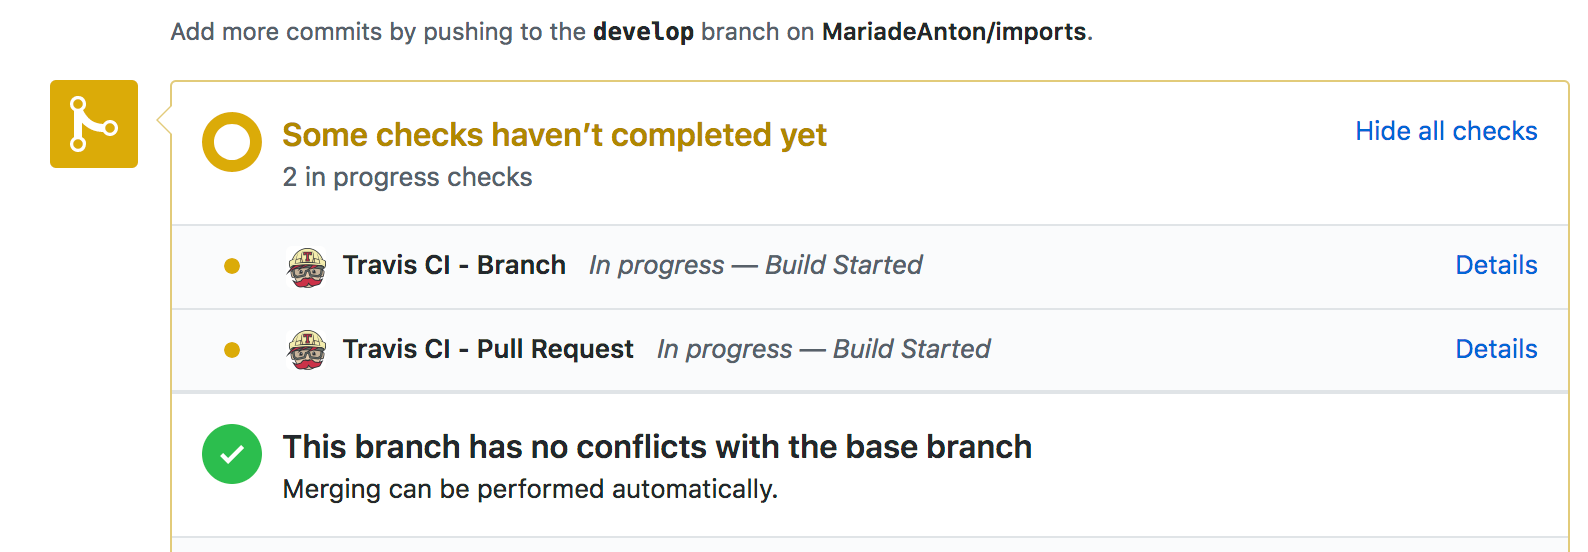 Add more commits by pushing to the develop branch on MariadeAnton/imports.
Some checks haven’t completed yet
Hide all checks
2 in progress checks
Travis CI - Branch In progress — Build Started Details
Travis CI - Pull Request In progress — Build Started Details
This branch has no conflicts with the base branch
Merging can be performed automatically.